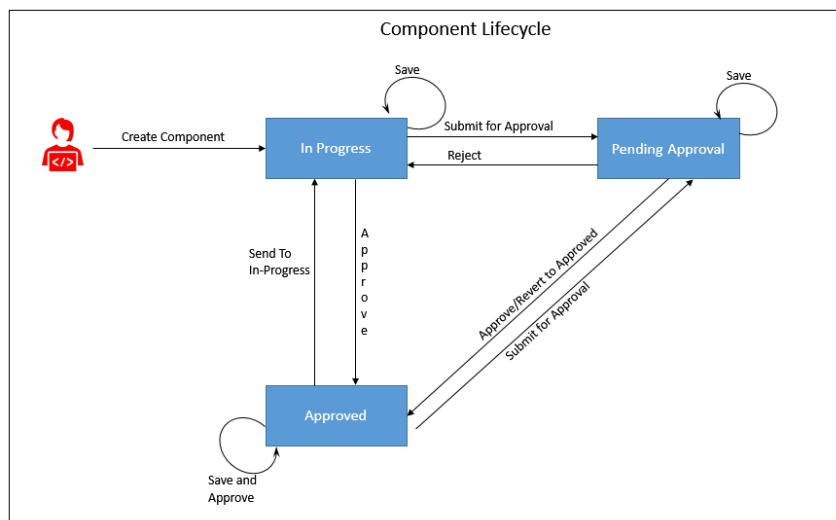 Component Lifecycle
Save
Save
Create Component
In Progress
Submit for Approval
Reject
Pending Approval
Send To
In-Progress
A
p
p
r
o
v
e
Approve/Revert to Approved
Submit for Approval
Approved
Save and
Approve